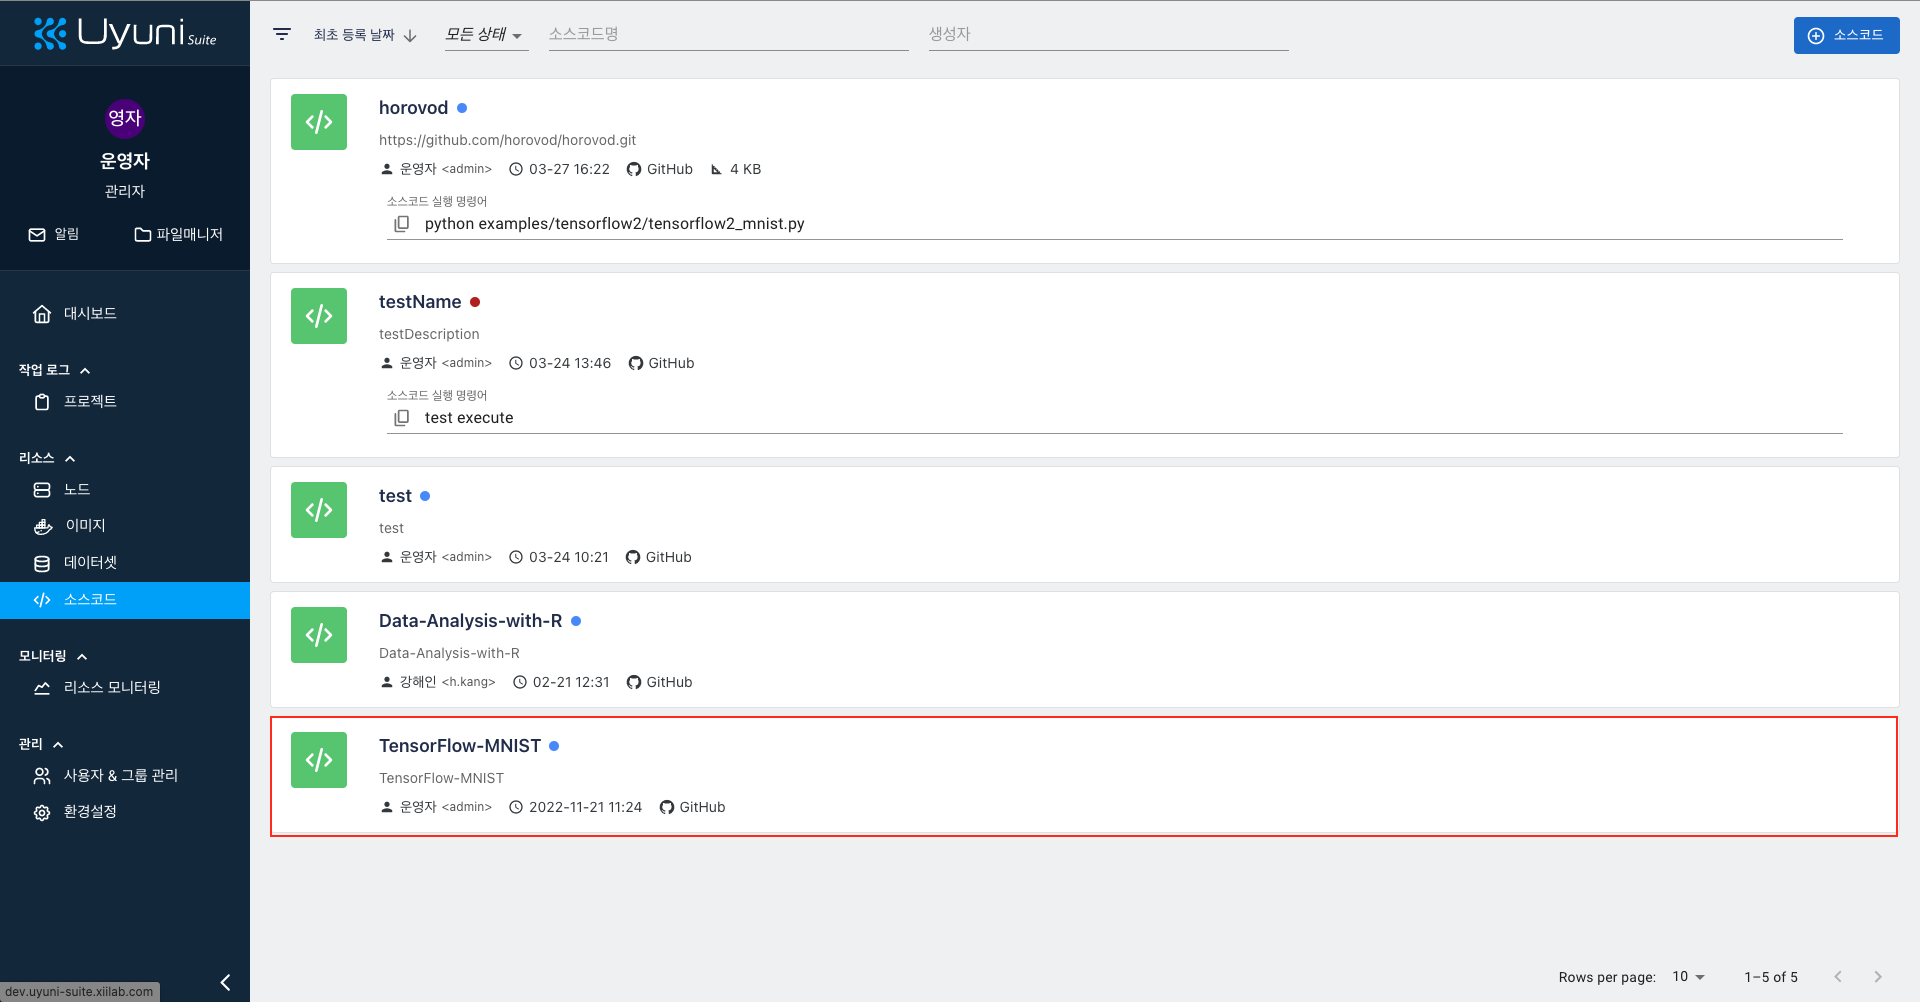 Uyuni Suite
영자
운영자
관리자
알림
파일매니저
대시보드
작업 로그
프로젝트
리소스
노드
이미지
데이터셋
소스코드
모니터링
리소스 모니터링
관리
사용자 & 그룹 관리
환경설정
dev.uyuni-suite.xiilab.com
최초 등록 날짜 모든 상태 소스코드명 생성자 소스코드
horovod
https://github.com/horovod/horovod.git
운영자 <admin> 03-27 16:22 GitHub 4 KB
소스코드 실행 명령어
python examples/tensorflow2/tensorflow2_mnist.py
testName
testDescription
운영자 <admin> 03-24 13:46 GitHub
소스코드 실행 명령어
test execute
test
test
운영자 <admin> 03-24 10:21 GitHub
Data-Analysis-with-R
Data-Analysis-with-R
강해인 <h.kang> 02-21 12:31 GitHub
TensorFlow-MNIST
TensorFlow-MNIST
운영자 <admin> 2022-11-21 11:24 GitHub
Rows per page: 10 1–5 of 5